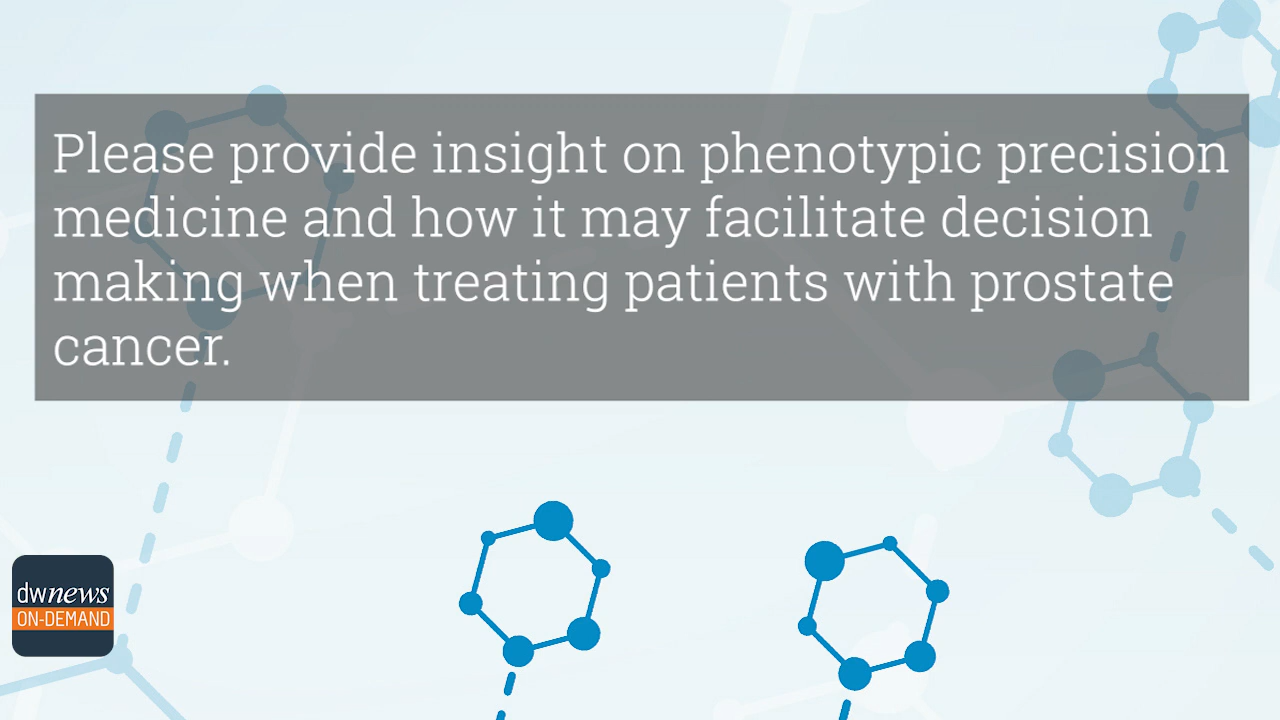 Please provide insight on phenotypic precision
medicine and how it may facilitate decision
making when treating patients with prostate
cancer.
dwnews
ON-DEMAND